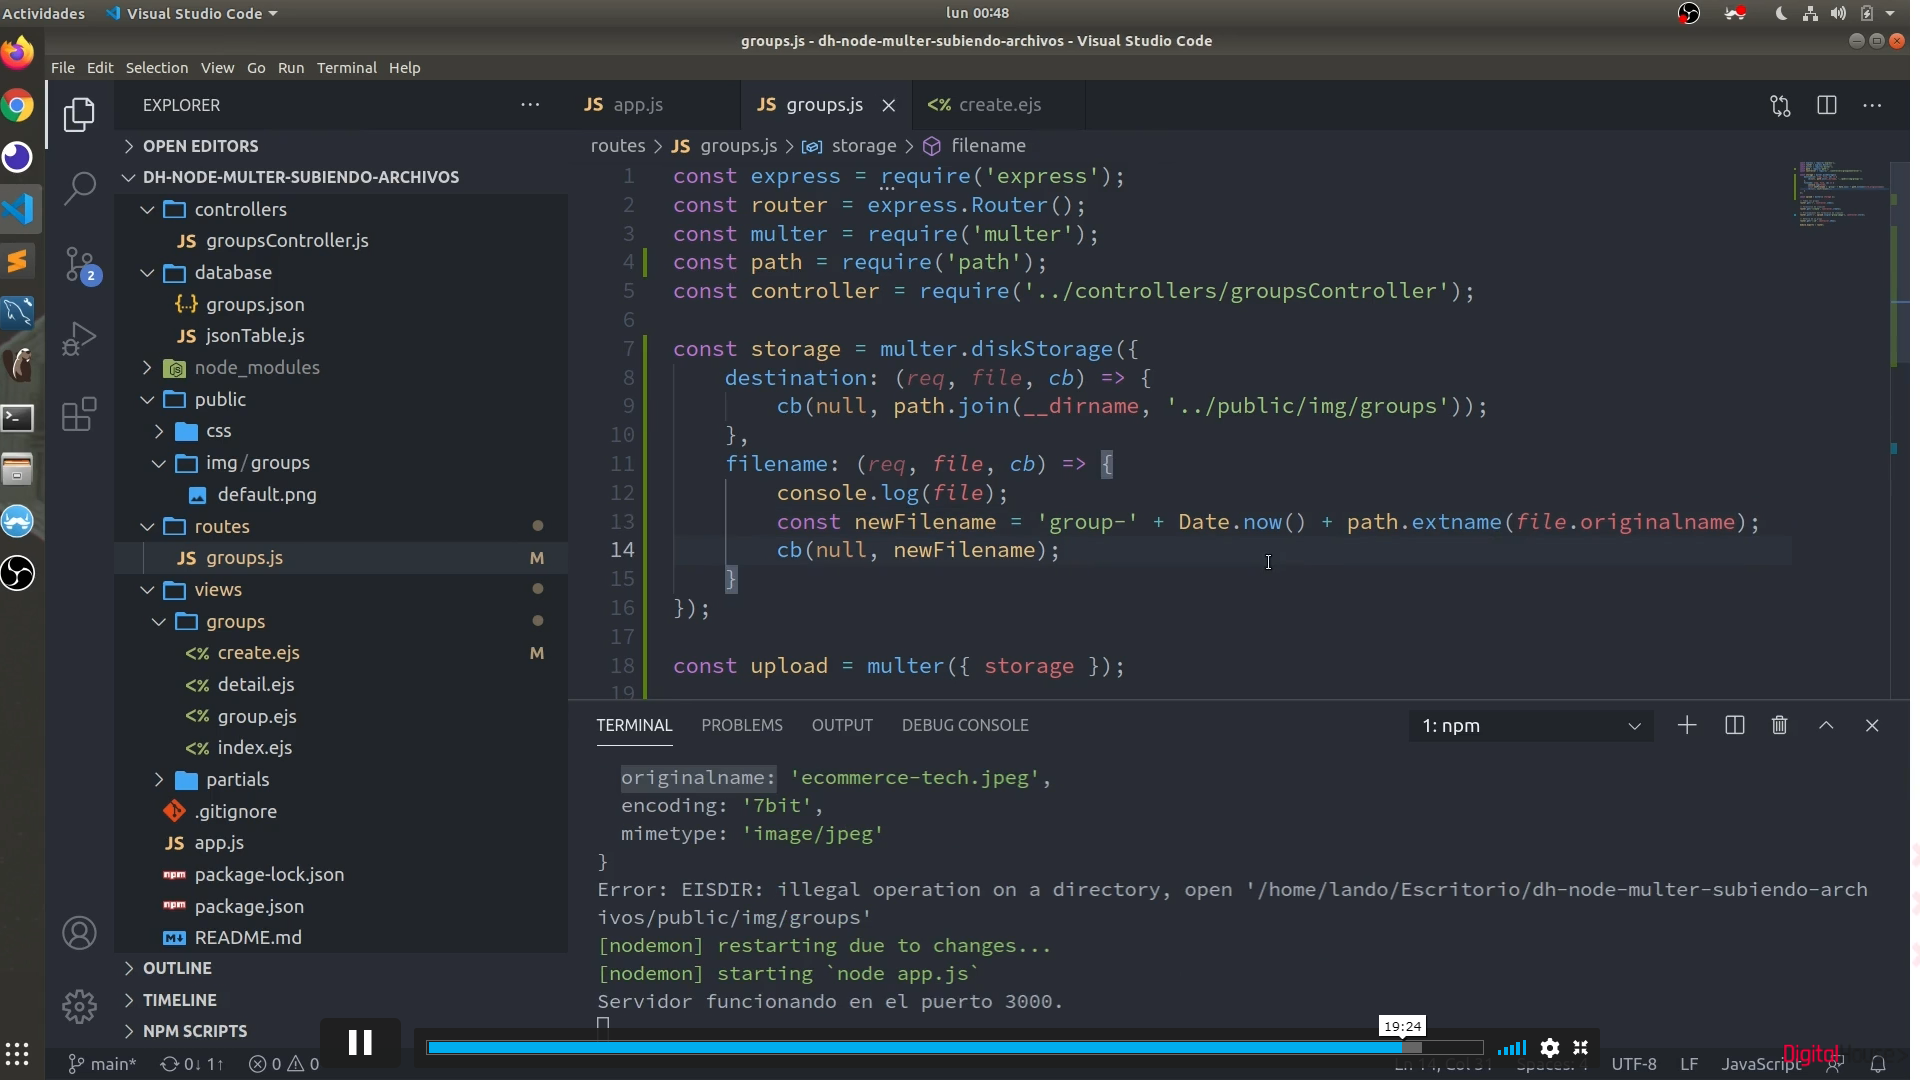 Actividades
Visual Studio Code
lun 00:48
groups.js - dh-node-multer-subiendo-archivos - Visual Studio Code
File Edit Selection View Go Run Terminal Help
EXPLORER
OPEN EDITORS
DH-NODE-MULTER-SUBIENDO-ARCHIVOS
controllers
JS groupsController.js
database
{..} groups.json
JS jsonTable.js
node_modules
public
css
img/groups
default.png
routes
JS groups.js M
views
groups
<% create.ejs M
<% detail.ejs
<% group.ejs
<% index.ejs
partials
.gitignore
JS app.js
npm package-lock.json
npm package.json
README.md
OUTLINE
TIMELINE
NPM SCRIPTS
2
JS app.js
JS groups.js
<% create.ejs
routes > JS groups.js > storage > filename
1 const express = require('express');
2 const router = express.Router();
3 const multer = require('multer');
4 const path = require('path');
5 const controller = require('../controllers/groupsController');
6
7 const storage = multer.diskStorage({
8 destination: (req, file, cb) => {
9 cb(null, path.join(__dirname, '../public/img/groups'));
10 },
11 filename: (req, file, cb) => {
12 console.log(file);
13 const newFilename = 'group-' + Date.now() + path.extname(file.originalname);
14 cb(null, newFilename);
15 }
16 });
17
18 const upload = multer({ storage });
19
TERMINAL PROBLEMS OUTPUT DEBUG CONSOLE
1: npm
originalname: 'ecommerce-tech.jpeg',
encoding: '7bit',
mimetype: 'image/jpeg'
}
Error: EISDIR: illegal operation on a directory, open '/home/lando/Escritorio/dh-node-multer-subiendo-arch
ivos/public/img/groups'
[nodemon] restarting due to changes...
[nodemon] starting `node app.js`
Servidor funcionando en el puerto 3000.
19:24
main* 0↓ 1↑ 0 0
UTF-8 LF JavaScript
Digital